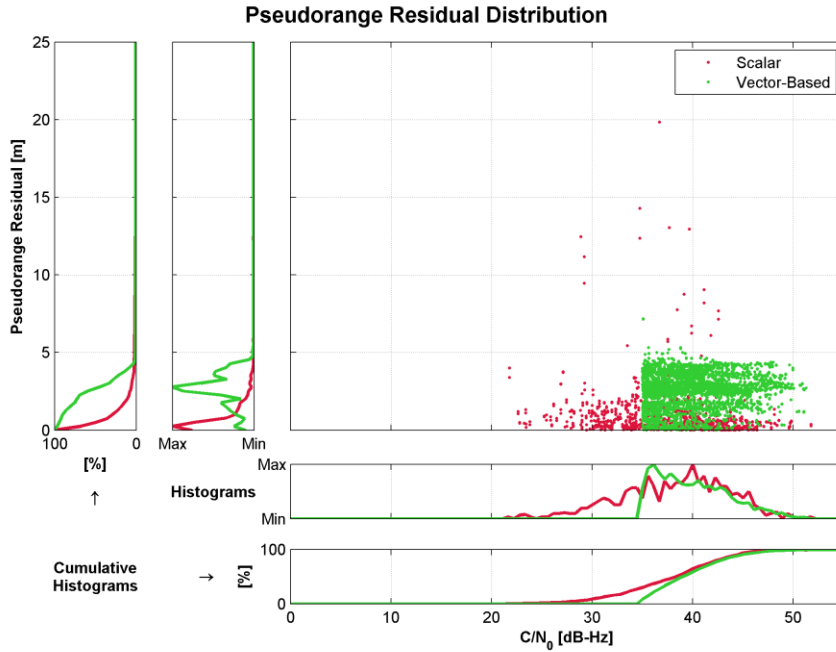 Pseudorange Residual Distribution
Pseudorange Residual [m]
25
20
15
10
5
0
100
0
[%]
↑
Max
Min
Scalar
Vector-Based
Histograms
Max
Min
Cumulative
Histograms
→
[%]
100
0
0
10
20
30
40
50
C/N0 [dB-Hz]